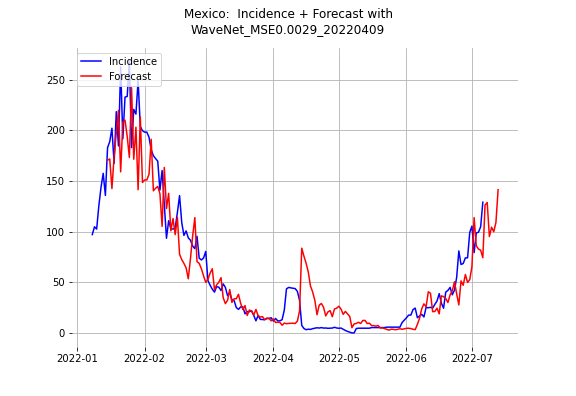 Mexico:  Incidence + Forecast with
WaveNet_MSE0.0029_20220409
Incidence
Forecast
250
200
150
100
50
0
2022-01 2022-02 2022-03 2022-04 2022-05 2022-06 2022-07